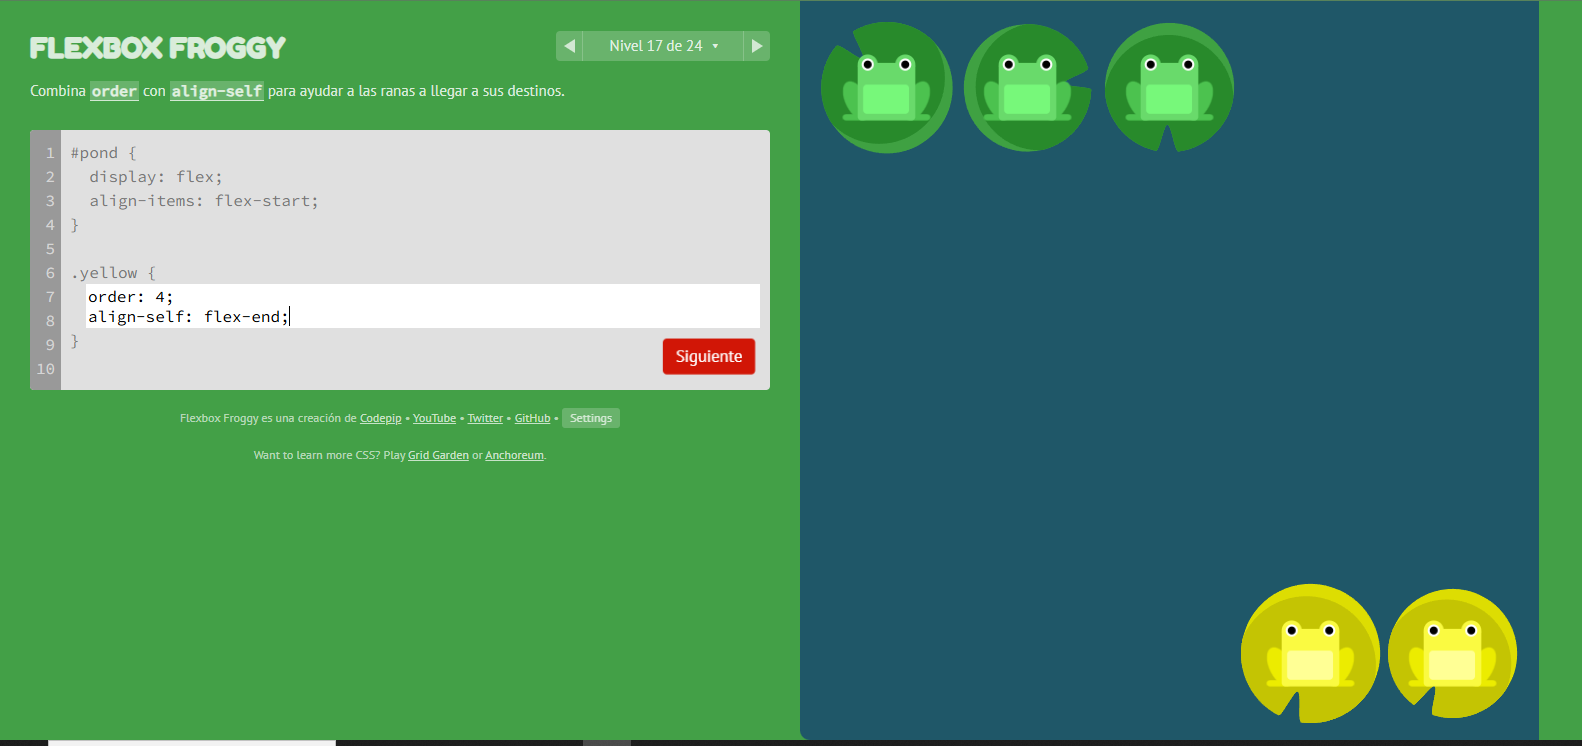 FLEXBOX FROGGY
Nivel 17 de 24
Combina order con align-self para ayudar a las ranas a llegar a sus destinos.
1 #pond {
2 display: flex;
3 align-items: flex-start;
4 }
5
6 .yellow {
7 order: 4;
8 align-self: flex-end;
9 }
10
Siguiente
Flexbox Froggy es una creación de Codepip • YouTube • Twitter • GitHub • Settings
Want to learn more CSS? Play Grid Garden or Anchoreum.